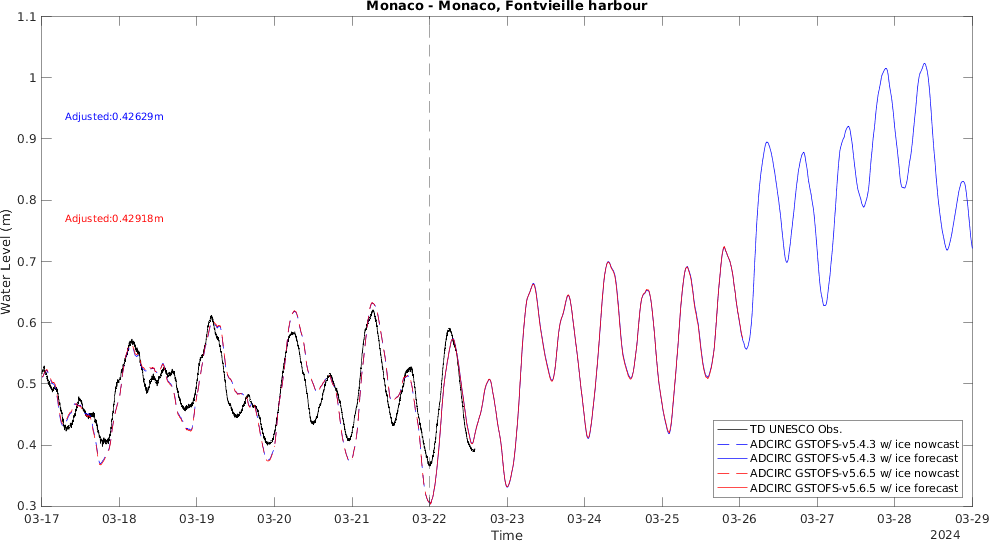 Monaco - Monaco, Fontvieille harbour
1.1
1
0.9
0.8
0.7
0.6
0.5
0.4
0.3
Water Level (m)
Adjusted:0.42629m
Adjusted:0.42918m
TD UNESCO Obs.
ADCIRC GSTOFS-v5.4.3 w/ ice nowcast
ADCIRC GSTOFS-v5.4.3 w/ ice forecast
ADCIRC GSTOFS-v5.6.5 w/ ice nowcast
ADCIRC GSTOFS-v5.6.5 w/ ice forecast
03-17 03-18 03-19 03-20 03-21 03-22 03-23 03-24 03-25 03-26 03-27 03-28 03-29
Time
2024